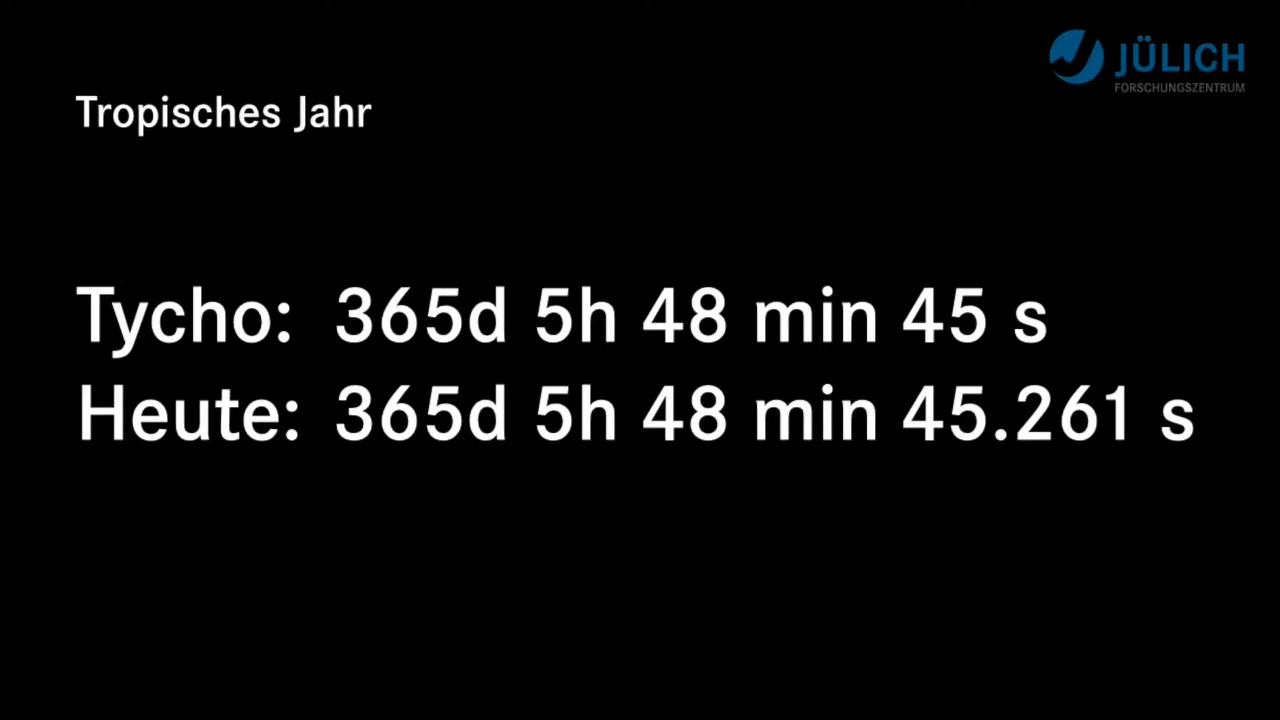 JÜLICH
FORSCHUNGSZENTRUM
Tropisches Jahr
Tycho: 365d 5h 48 min 45 s
Heute: 365d 5h 48 min 45.261 s